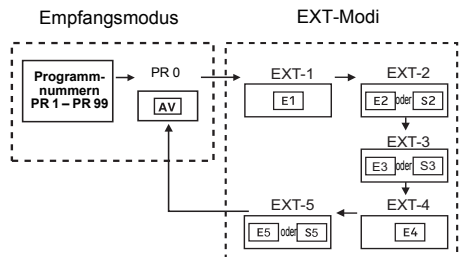 Empfangsmodus
EXT-Modi
Programm-
nummern
PR 1 – PR 99
PR 0
AV
EXT-1
E1
EXT-2
E2 oder S2
EXT-3
E3 oder S3
EXT-5
E5 oder S5
EXT-4
E4